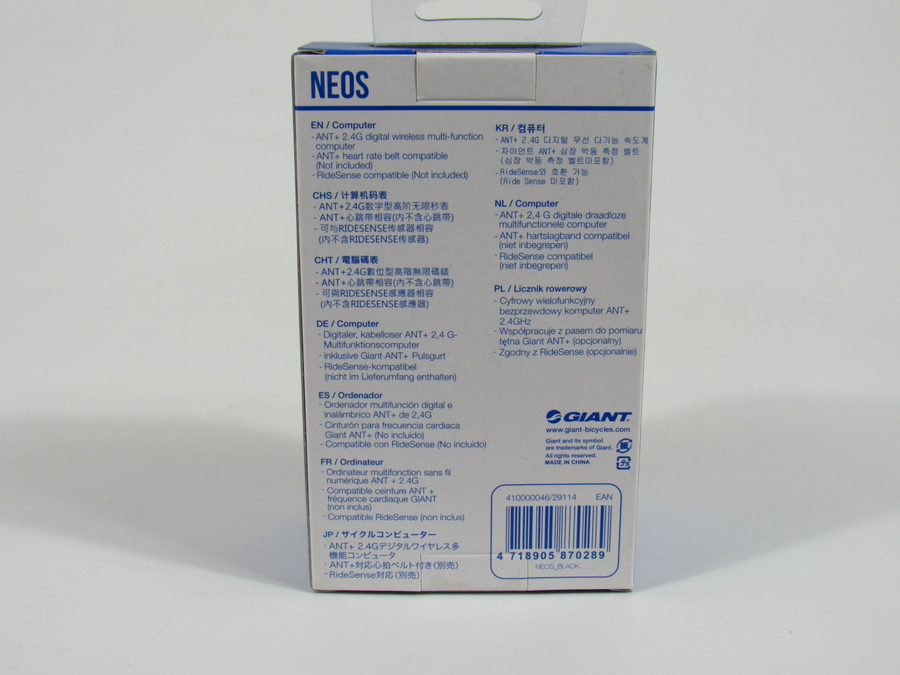 NEOS
EN / Computer
- ANT+ 2.4G digital wireless multi-function
computer
- ANT+ heart rate belt compatible
(Not included)
- RideSense compatible (Not included)
CHS / 计算机码表
- ANT+2.4G数字型高阶无限秒表
- ANT+心跳带相容(内不含心跳带)
- 可与RIDESENSE传感器相容
(内不含RIDESENSE传感器)
CHT / 電腦碼表
- ANT+2.4G數位型高階無限碼錶
- ANT+心跳帶相容(內不含心跳帶)
- 可與RIDESENSE感應器相容
(內不含RIDESENSE感應器)
DE / Computer
- Digitaler, kabelloser ANT+ 2,4 G-
Multifunktionscomputer
- inklusive Giant ANT+ Pulsgurt
- RideSense-kompatibel
(nicht im Lieferumfang enthalten)
ES / Ordenador
- Ordenador multifunción digital e
inalámbrico ANT+ de 2,4G
- Cinturón para frecuencia cardiaca
Giant ANT+ (No incluido)
- Compatible con RideSense (No incluido)
FR / Ordinateur
- Ordinateur multifonction sans fil
numérique ANT + 2.4G
- Compatible ceinture ANT +
fréquence cardiaque GIANT
(non inclus)
- Compatible RideSense (non inclus)
JP / サイクルコンピューター
- ANT+ 2.4Gデジタルワイヤレス多
機能コンピュータ
- ANT+対応心拍ベルト付き(別売)
- RideSense対応(別売)
KR / 컴퓨터
- ANT+ 2.4G 디지털 무선 다기능 속도계
- 자이언트 ANT+ 심장 박동 측정 벨트
(심장 박동 측정 벨트미포함)
- RideSense와 호환 가능
(Ride Sense 미포함)
NL / Computer
- ANT+ 2,4 G digitale draadloze
multifunctionele computer
- ANT+ hartslagband compatibel
(niet inbegrepen)
- RideSense compatibel
(niet inbegrepen)
PL / Licznik rowerowy
- Cyfrowy wielofunkcyjny
bezprzewdowy komputer ANT+
2.4GHz
- Współpracuje z pasem do pomiaru
tętna Giant ANT+ (opcjonalny)
- Zgodny z RideSense (opcjonalnie)
GIANT
www.giant-bicycles.com
Giant and its symbol
are trademarks of Giant.
All rights reserved.
MADE IN CHINA
紙
プラ
410000046/29114 EAN
4 718905 870289
NEOS_BLACK